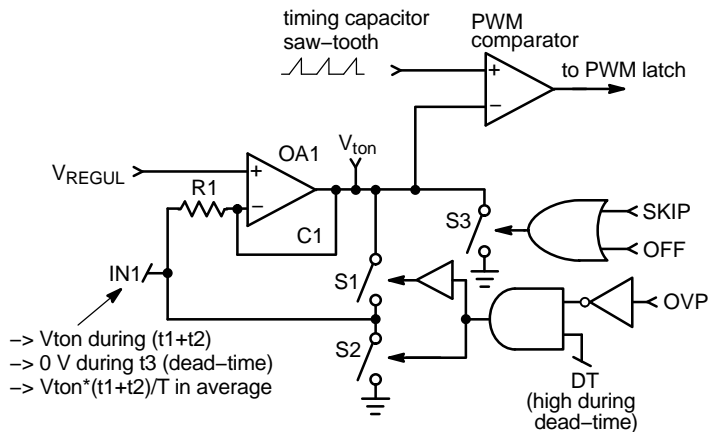 timing capacitor
saw−tooth
PWM
comparator
to PWM latch
+
−
Vton
OA1
VREGUL
+
−
R1
C1
S3
SKIP
OFF
IN1
S1
OVP
S2
DT
(high during
dead−time)
−> Vton during (t1+t2)
−> 0 V during t3 (dead−time)
−> Vton*(t1+t2)/T in average